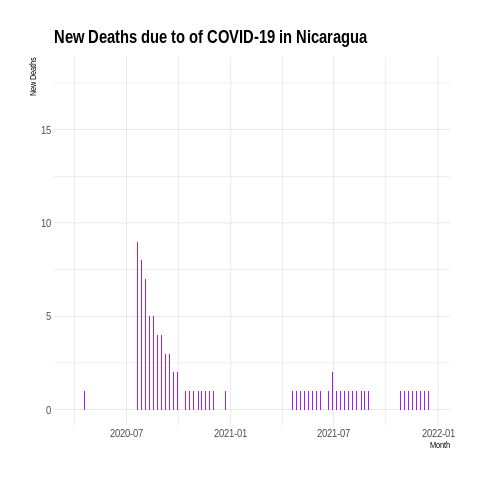 New Deaths due to of COVID-19 in Nicaragua
New Deaths
15
10
5
0
2020-07
2021-01
2021-07
2022-01
Month